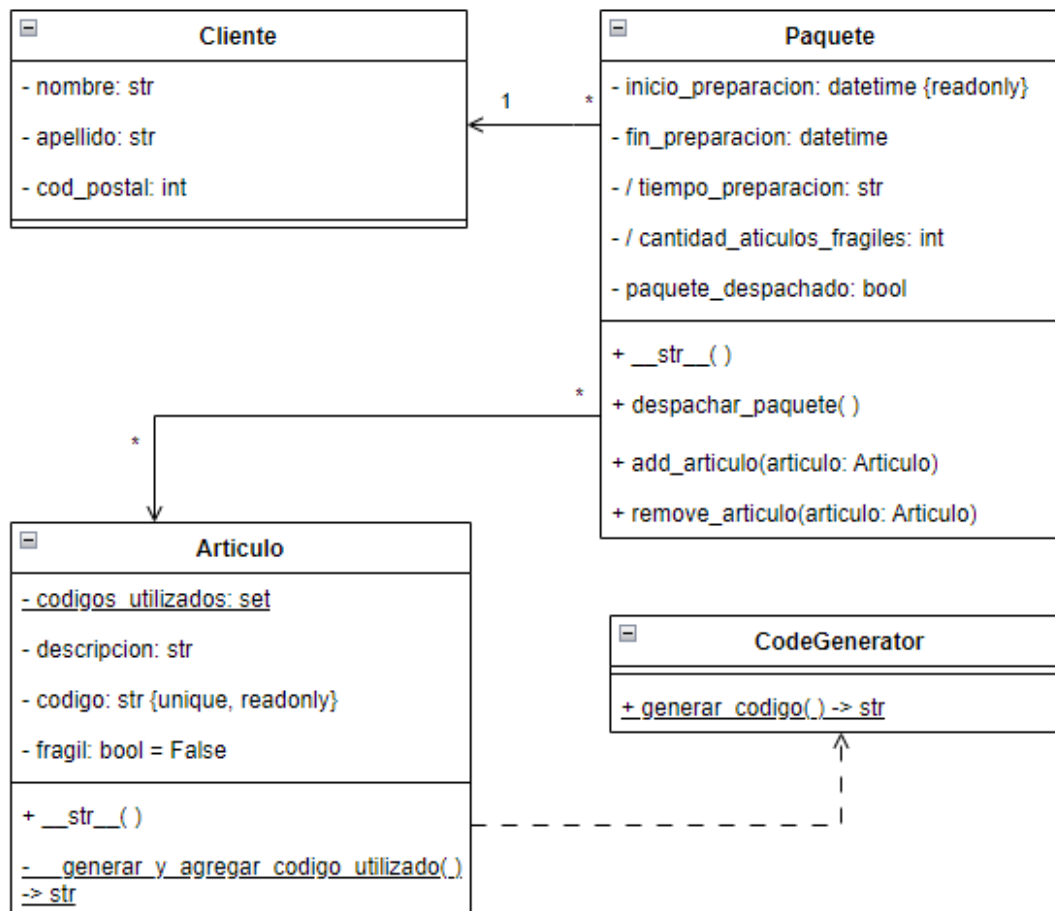 Cliente
- nombre: str
- apellido: str
- cod_postal: int
1
*
Paquete
- inicio_preparacion: datetime {readonly}
- fin_preparacion: datetime
- / tiempo_preparacion: str
- / cantidad_aticulos_fragiles: int
- paquete_despachado: bool
+ __str__( )
+ despachar_paquete( )
+ add_articulo(articulo: Articulo)
+ remove_articulo(articulo: Articulo)
*
*
Articulo
- codigos_utilizados: set
- descripcion: str
- codigo: str {unique, readonly}
- fragil: bool = False
+ __str__( )
- __generar_y_agregar_codigo_utilizado( )
-> str
CodeGenerator
+ generar_codigo( ) -> str